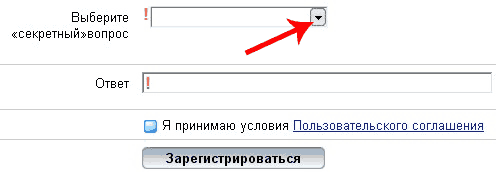 Выберите !
«секретный»вопрос
Ответ !
Я принимаю условия Пользовательского соглашения
Зарегистрироваться